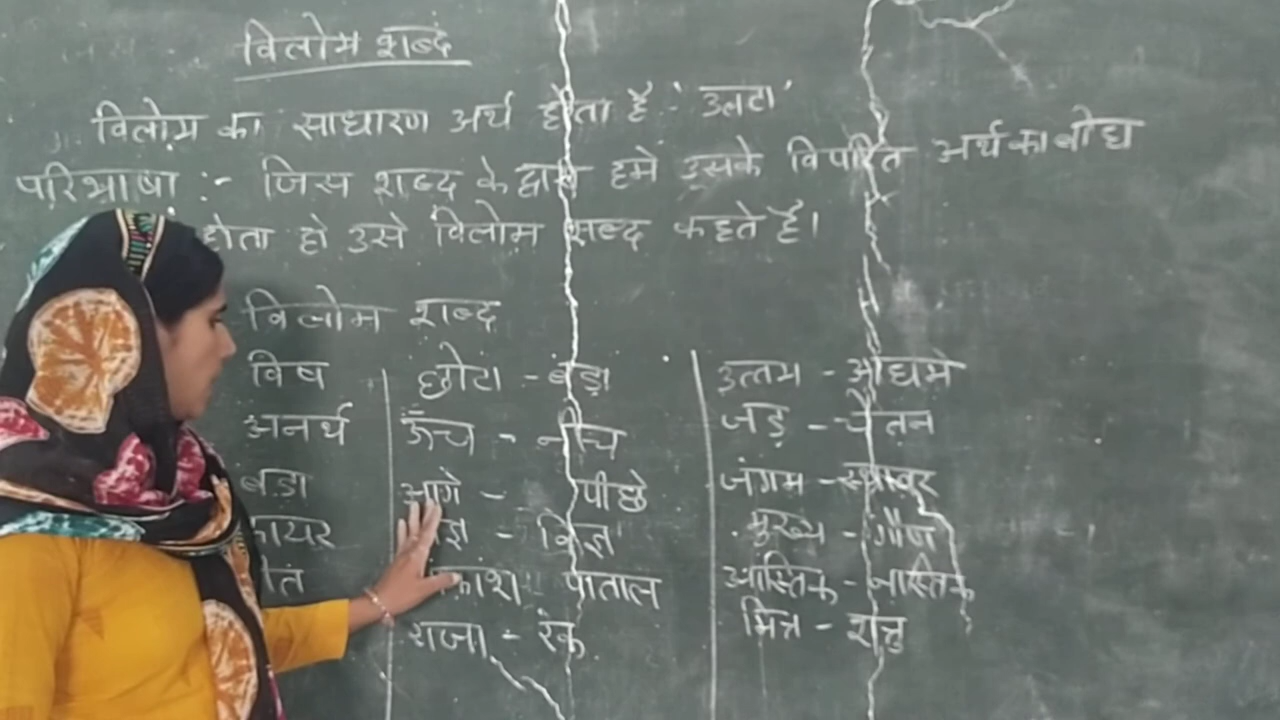 विलोम शब्द
विलोम का साधारण अर्थ होता है :- 'उलटा'
परिभाषा :- जिस शब्द के द्वारा हमे उसके विपरित अर्थ का बोध
होता हो उसे विलोम शब्द कहते हैं।
विलोम शब्द
विष
अनर्थ
बड़ा
कायर
छोटा - बड़ा
ऊँच - नीच
आगे - पीछे
- विज्ञ
पाताल
राजा - रंक
उत्तम -
जड़ - चेतन
जंगम - स्थावर
मुख्य - गौण
आस्तिक - नास्तिक
मित्र - शत्रु